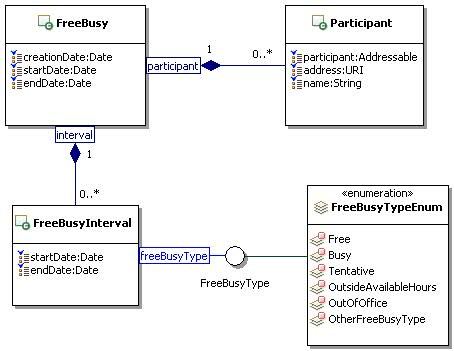 FreeBusy
creationDate:Date
startDate:Date
endDate:Date
participant
1
0..*
Participant
participant:Addressable
address:URI
name:String
interval
1
0..*
FreeBusyInterval
startDate:Date
endDate:Date
freeBusyType
FreeBusyType
«enumeration»
FreeBusyTypeEnum
Free
Busy
Tentative
OutsideAvailableHours
OutOfOffice
OtherFreeBusyType